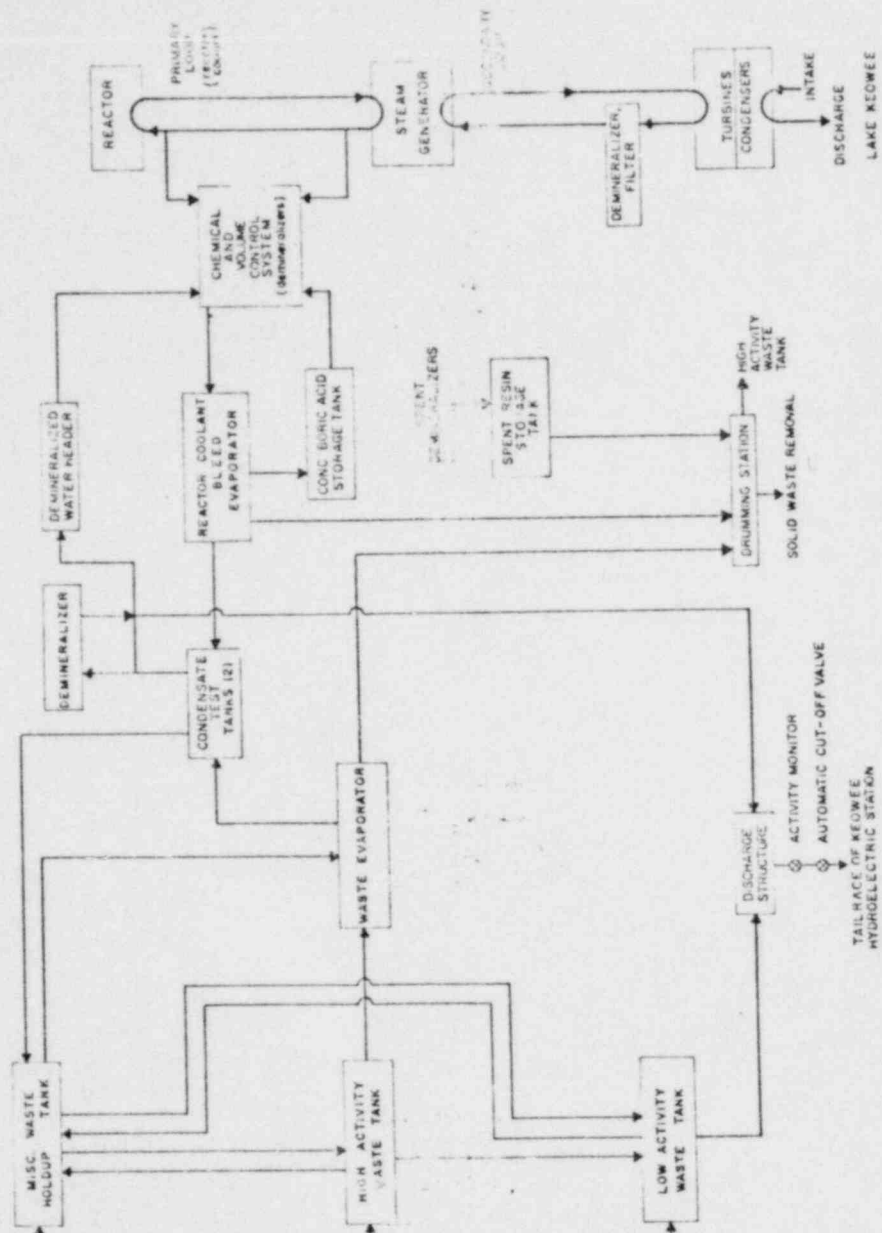 REACTOR
PRIMARY
LOOP
STEAM
GENERATOR
TURBINES
CONDENSERS
INTAKE
DISCHARGE
LAKE KEOWEE
DEMINERALIZER,
FILTER
CHEMICAL
AND
VOLUME
CONTROL
SYSTEM
(Demineralizers)
DEMINERALIZED
WATER HEADER
REACTOR COOLANT
BLEED
EVAPORATOR
CONC BORIC ACID
STORAGE TANK
SPENT
SPENT RESIN
STORAGE
TANK
DRUMMING STATION
HIGH
ACTIVITY
WASTE
TANK
SOLID WASTE REMOVAL
DEMINERALIZER
CONDENSATE
TEST
TANKS (2)
WASTE EVAPORATOR
DISCHARGE
STRUCTURE
ACTIVITY MONITOR
AUTOMATIC CUT-OFF VALVE
TAILRACE OF KEOWEE
HYDROELECTRIC STATION
MISC. WASTE
HOLDUP TANK
HIGH ACTIVITY
WASTE TANK
LOW ACTIVITY
WASTE TANK